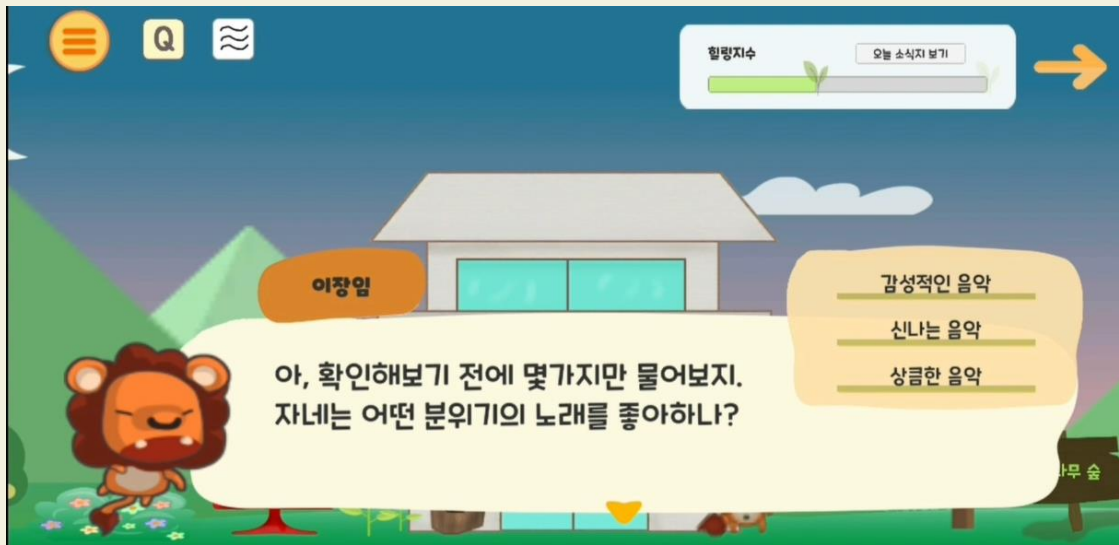 Q
힐링지수
오늘 소식지 보기
이장임
감성적인 음악
신나는 음악
상큼한 음악
아, 확인해보기 전에 몇가지만 물어보지.
자네는 어떤 분위기의 노래를 좋아하나?
숲